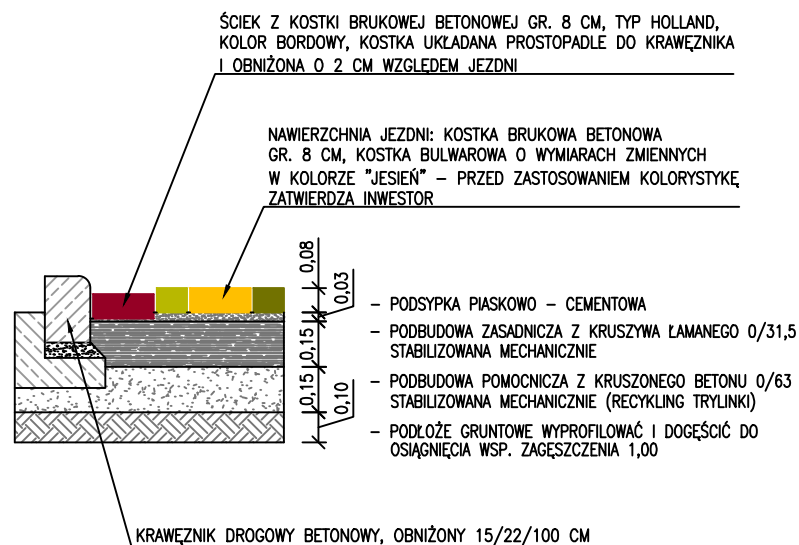 ŚCIEK Z KOSTKI BRUKOWEJ BETONOWEJ GR. 8 CM, TYP HOLLAND,
KOLOR BORDOWY, KOSTKA UKŁADANA PROSTOPADLE DO KRAWĘŻNIKA
I OBNIŻONA O 2 CM WZGLĘDEM JEZDNI
NAWIERZCHNIA JEZDNI: KOSTKA BRUKOWA BETONOWA
GR. 8 CM, KOSTKA BULWAROWA O WYMIARACH ZMIENNYCH
W KOLORZE "JESIEŃ" – PRZED ZASTOSOWANIEM KOLORYSTYKĘ
ZATWIERDZA INWESTOR
0,08
0,03
0,15
0,15
0,10
– PODSYPKA PIASKOWO – CEMENTOWA
– PODBUDOWA ZASADNICZA Z KRUSZYWA ŁAMANEGO 0/31,5
STABILIZOWANA MECHANICZNIE
– PODBUDOWA POMOCNICZA Z KRUSZONEGO BETONU 0/63
STABILIZOWANA MECHANICZNIE (RECYKLING TRYLINKI)
– PODŁOŻE GRUNTOWE WYPROFILOWAĆ I DOGĘŚCIĆ DO
OSIĄGNIĘCIA WSP. ZAGĘSZCZENIA 1,00
KRAWĘŻNIK DROGOWY BETONOWY, OBNIŻONY 15/22/100 CM